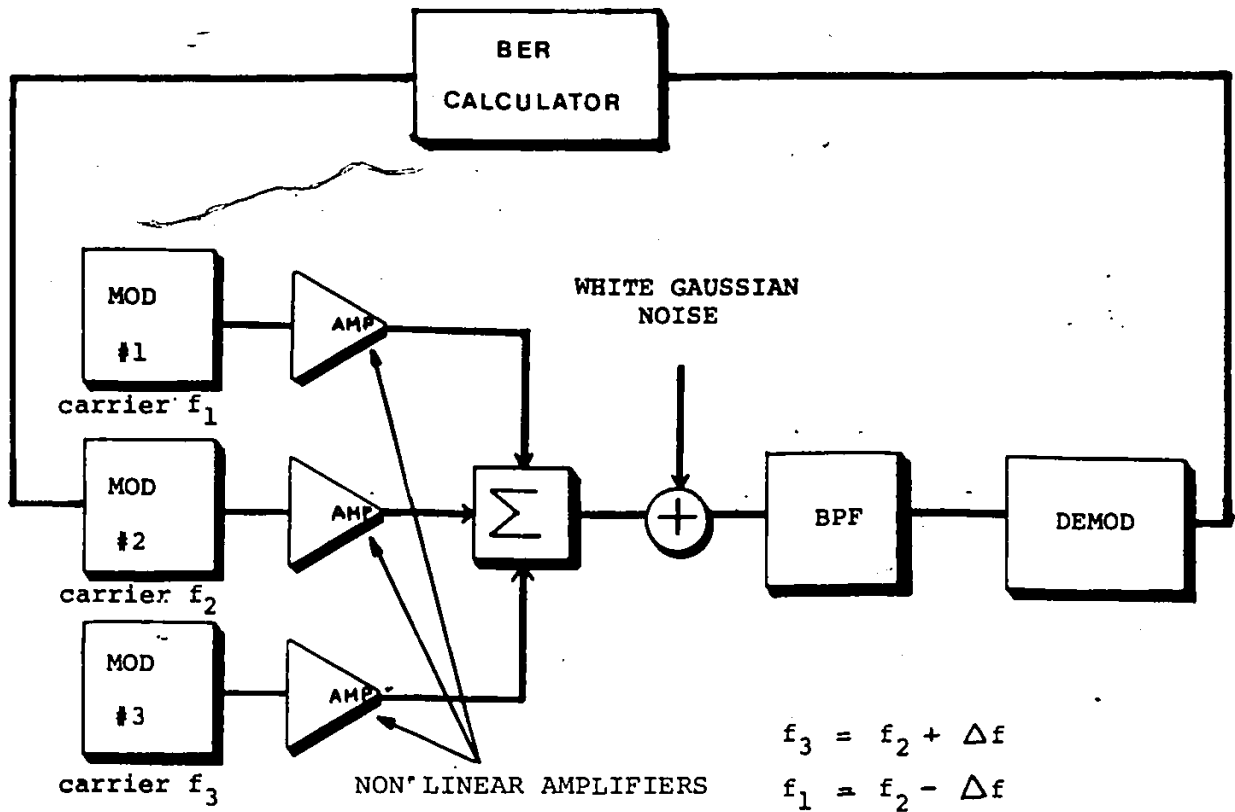 BER
CALCULATOR
MOD
#1
carrier f₁
AMP
WHITE GAUSSIAN
NOISE
MOD
#2
carrier f₂
AMP
Σ
+
BPF
DEMOD
MOD
#3
carrier f₃
AMP
NON LINEAR AMPLIFIERS
f₃ = f₂ + Δf
f₁ = f₂ - Δf